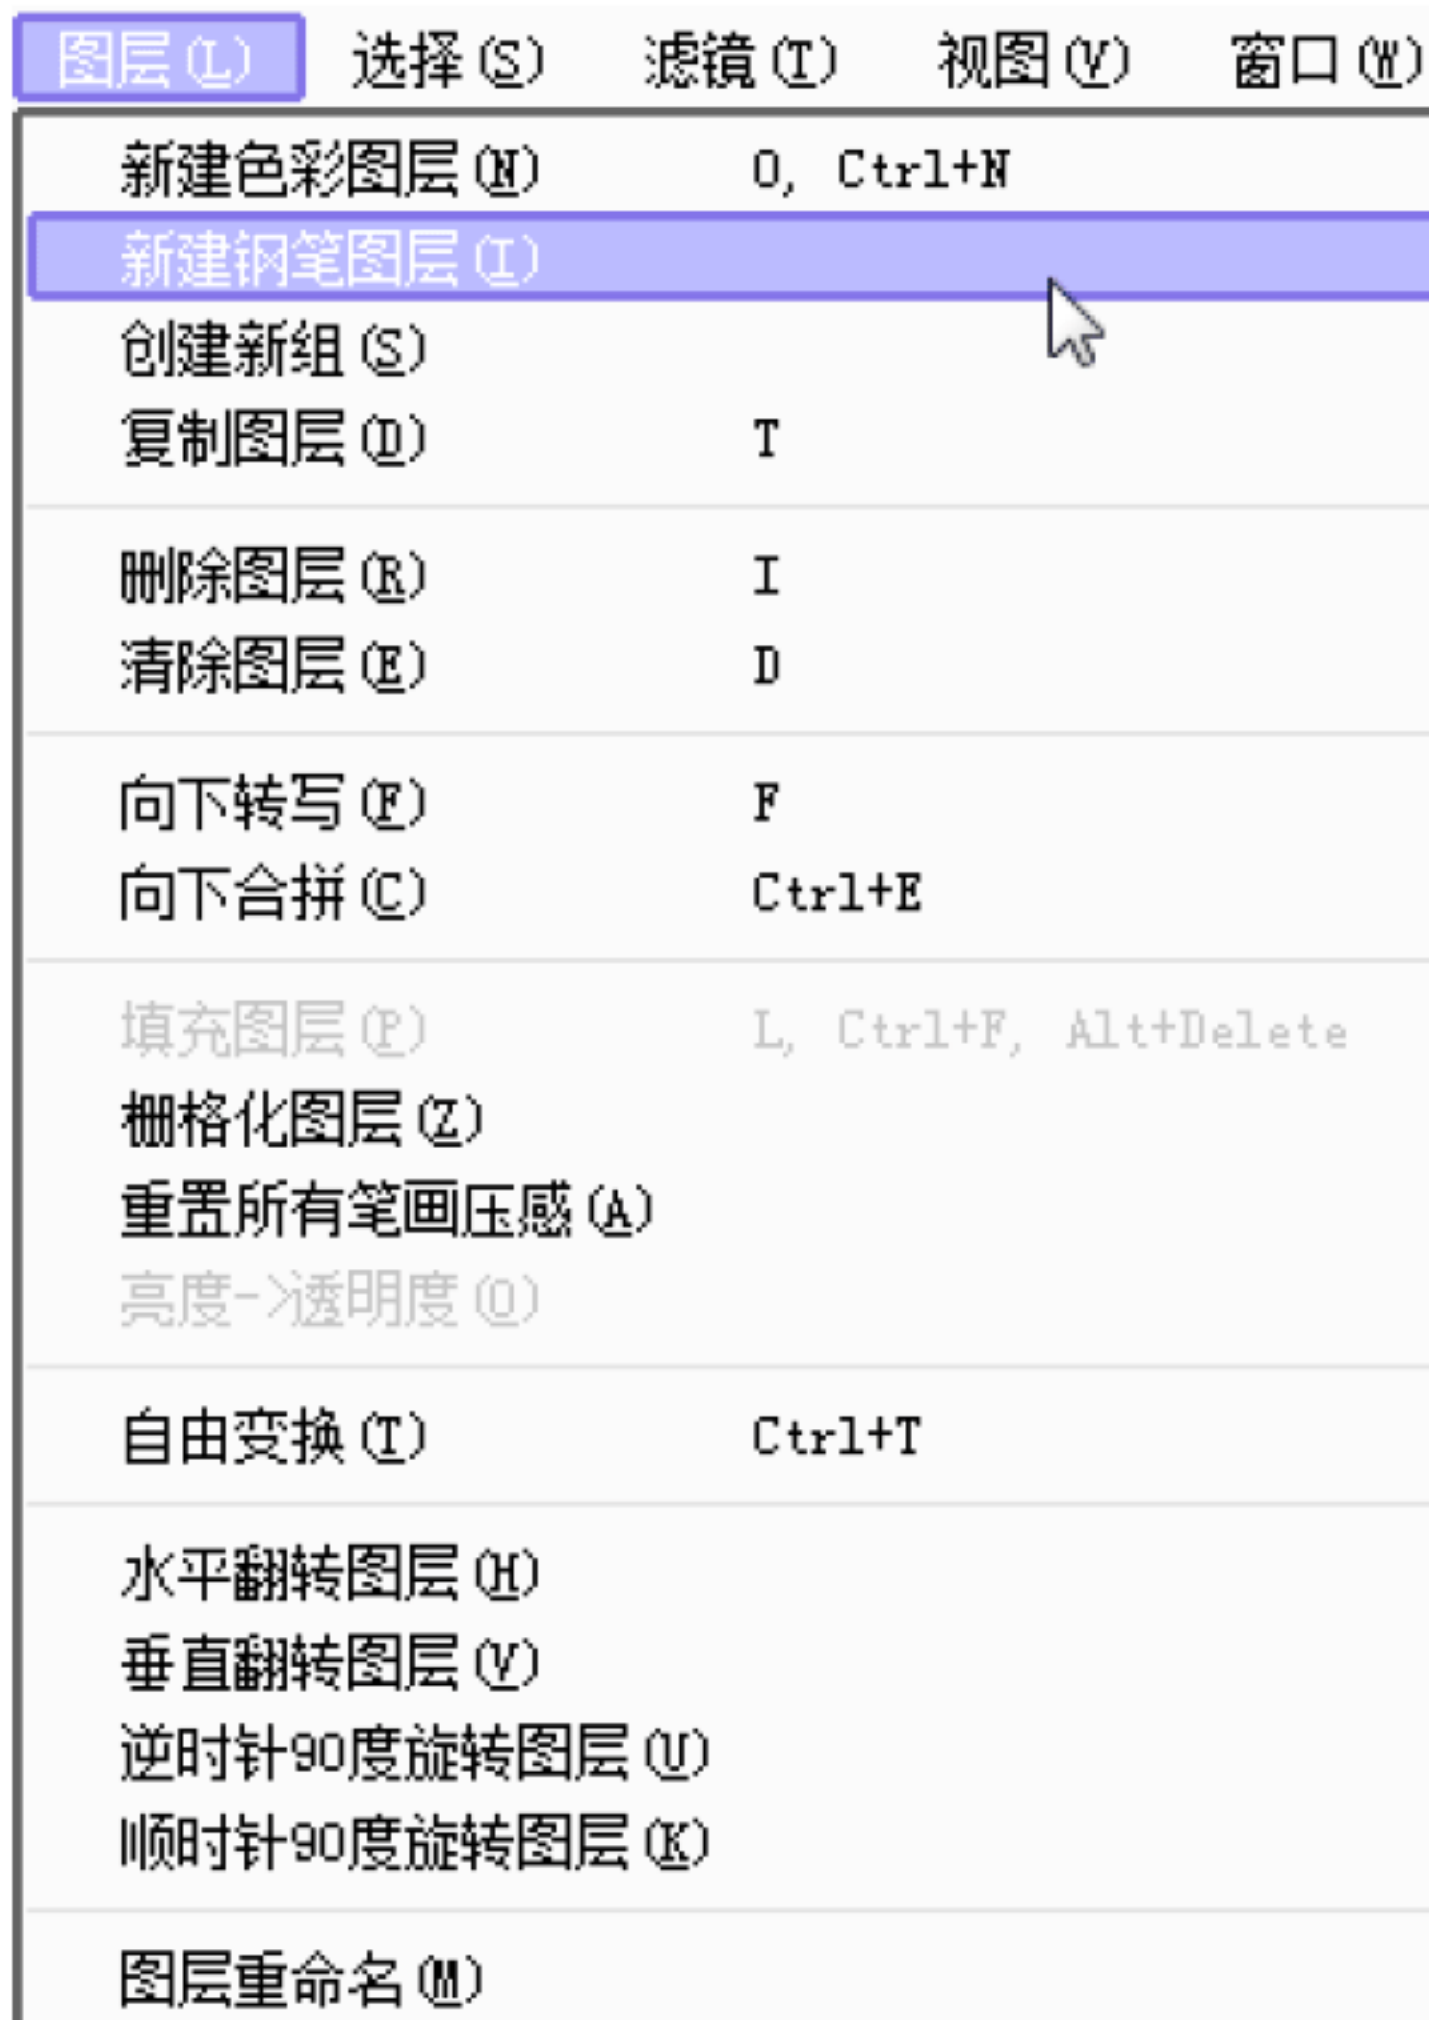 图层(L) 选择(S) 滤镜(T) 视图(V) 窗口(W)
新建色彩图层(N) O, Ctrl+N
新建钢笔图层(I)
创建新组(S)
复制图层(D) T
删除图层(R) I
清除图层(E) D
向下转写(F) F
向下合拼(C) Ctrl+E
填充图层(P) L, Ctrl+F, Alt+Delete
栅格化图层(Z)
重置所有笔画压感(A)
亮度->透明度(O)
自由变换(T) Ctrl+T
水平翻转图层(H)
垂直翻转图层(V)
逆时针90度旋转图层(U)
顺时针90度旋转图层(K)
图层重命名(M)